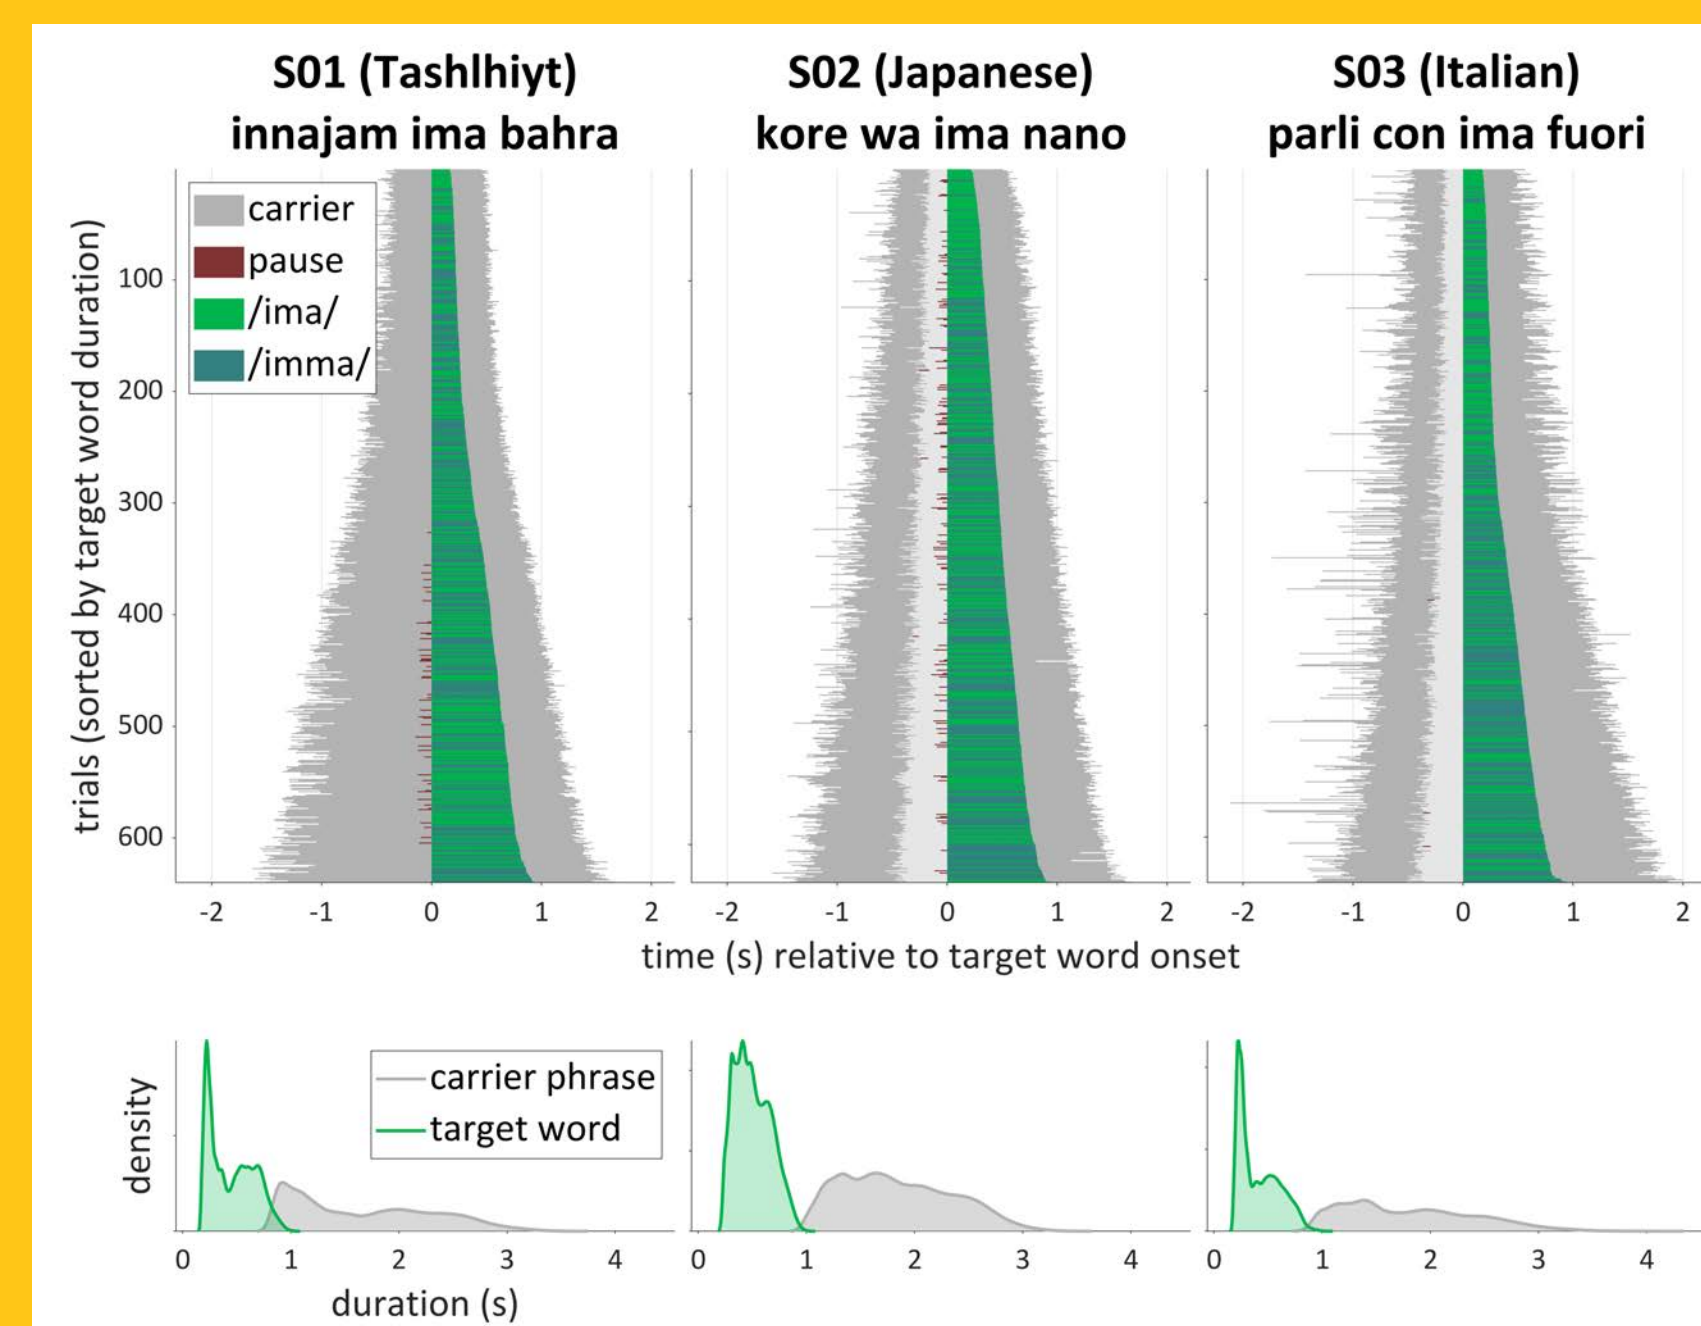 S01 (Tashlhiyt)
innajam ima bahra
S02 (Japanese)
kore wa ima nano
S03 (Italian)
parli con ima fuori
carrier
pause
/ima/
/imma/
trials (sorted by target word duration)
100
200
300
400
500
600
-2 -1 0 1 2
-2 -1 0 1 2
-2 -1 0 1 2
time (s) relative to target word onset
density
carrier phrase
target word
0 1 2 3 4
0 1 2 3 4
0 1 2 3 4
duration (s)